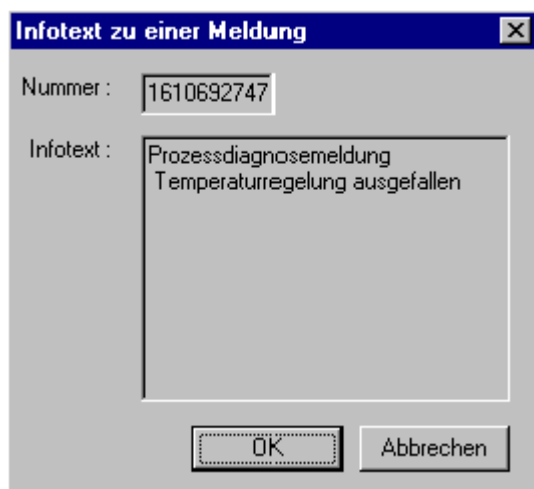 Infotext zu einer Meldung
Nummer : 1610692747
Infotext : Prozessdiagnosemeldung
Temperaturregelung ausgefallen
OK Abbrechen